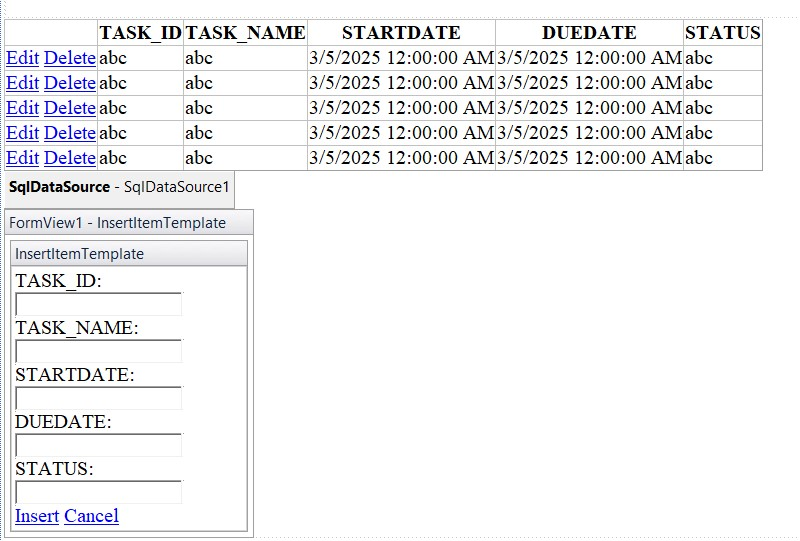 TASK_ID TASK_NAME STARTDATE DUEDATE STATUS
Edit Delete abc abc 3/5/2025 12:00:00 AM 3/5/2025 12:00:00 AM abc
Edit Delete abc abc 3/5/2025 12:00:00 AM 3/5/2025 12:00:00 AM abc
Edit Delete abc abc 3/5/2025 12:00:00 AM 3/5/2025 12:00:00 AM abc
Edit Delete abc abc 3/5/2025 12:00:00 AM 3/5/2025 12:00:00 AM abc
Edit Delete abc abc 3/5/2025 12:00:00 AM 3/5/2025 12:00:00 AM abc
SqlDataSource - SqlDataSource1
FormView1 - InsertItemTemplate
InsertItemTemplate
TASK_ID:
TASK_NAME:
STARTDATE:
DUEDATE:
STATUS:
Insert Cancel